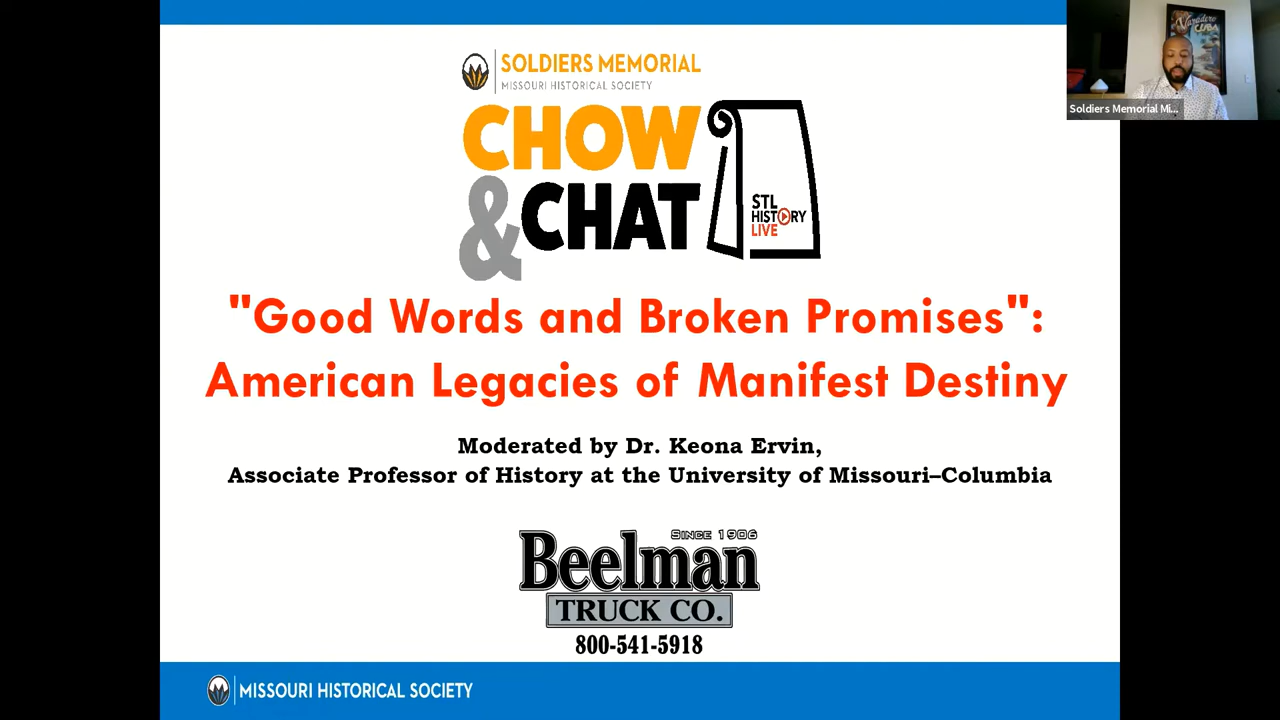 SOLDIERS MEMORIAL
MISSOURI HISTORICAL SOCIETY
CHOW
&CHAT
STL
HISTORY
LIVE
"Good Words and Broken Promises":
American Legacies of Manifest Destiny
Moderated by Dr. Keona Ervin,
Associate Professor of History at the University of Missouri–Columbia
SINCE 1906
Beelman
TRUCK CO.
800-541-5918
MISSOURI HISTORICAL SOCIETY
Varadero
CUBA
Soldiers Memorial Mi...